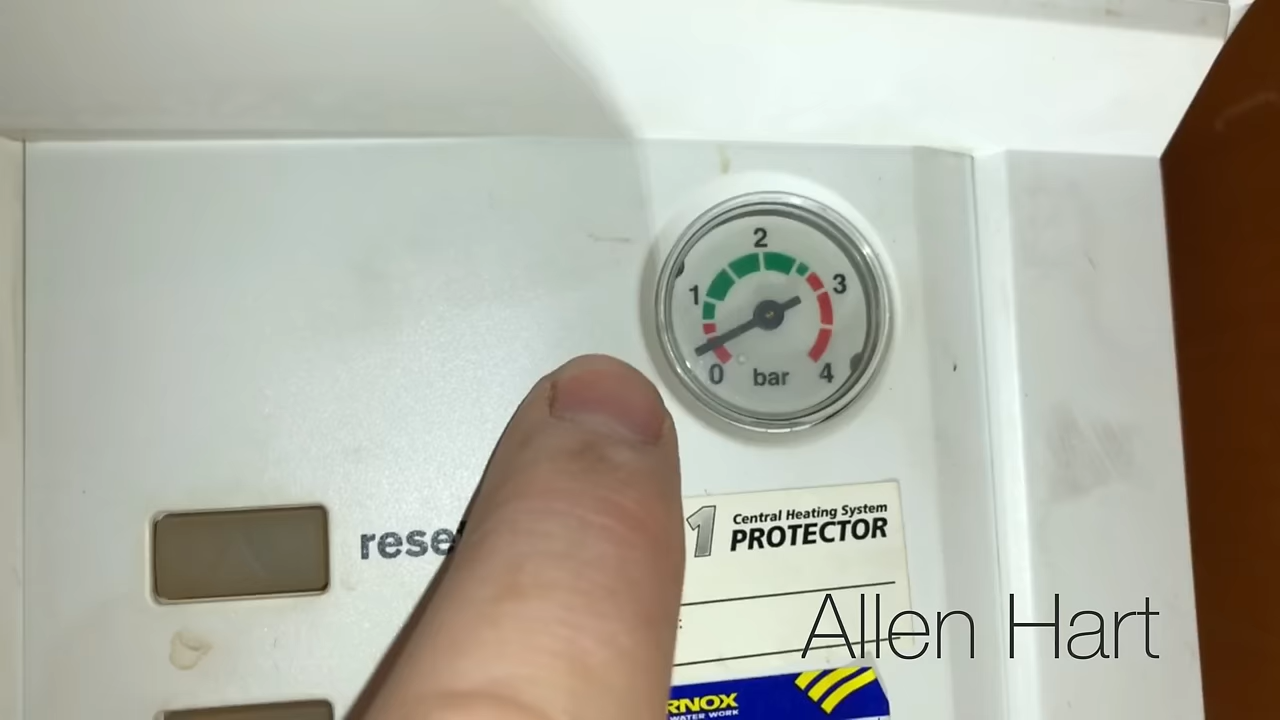 2
1
3
0
bar
4
rese
1
Central Heating System
PROTECTOR
:
Allen Hart
RNOX
WATER WORK